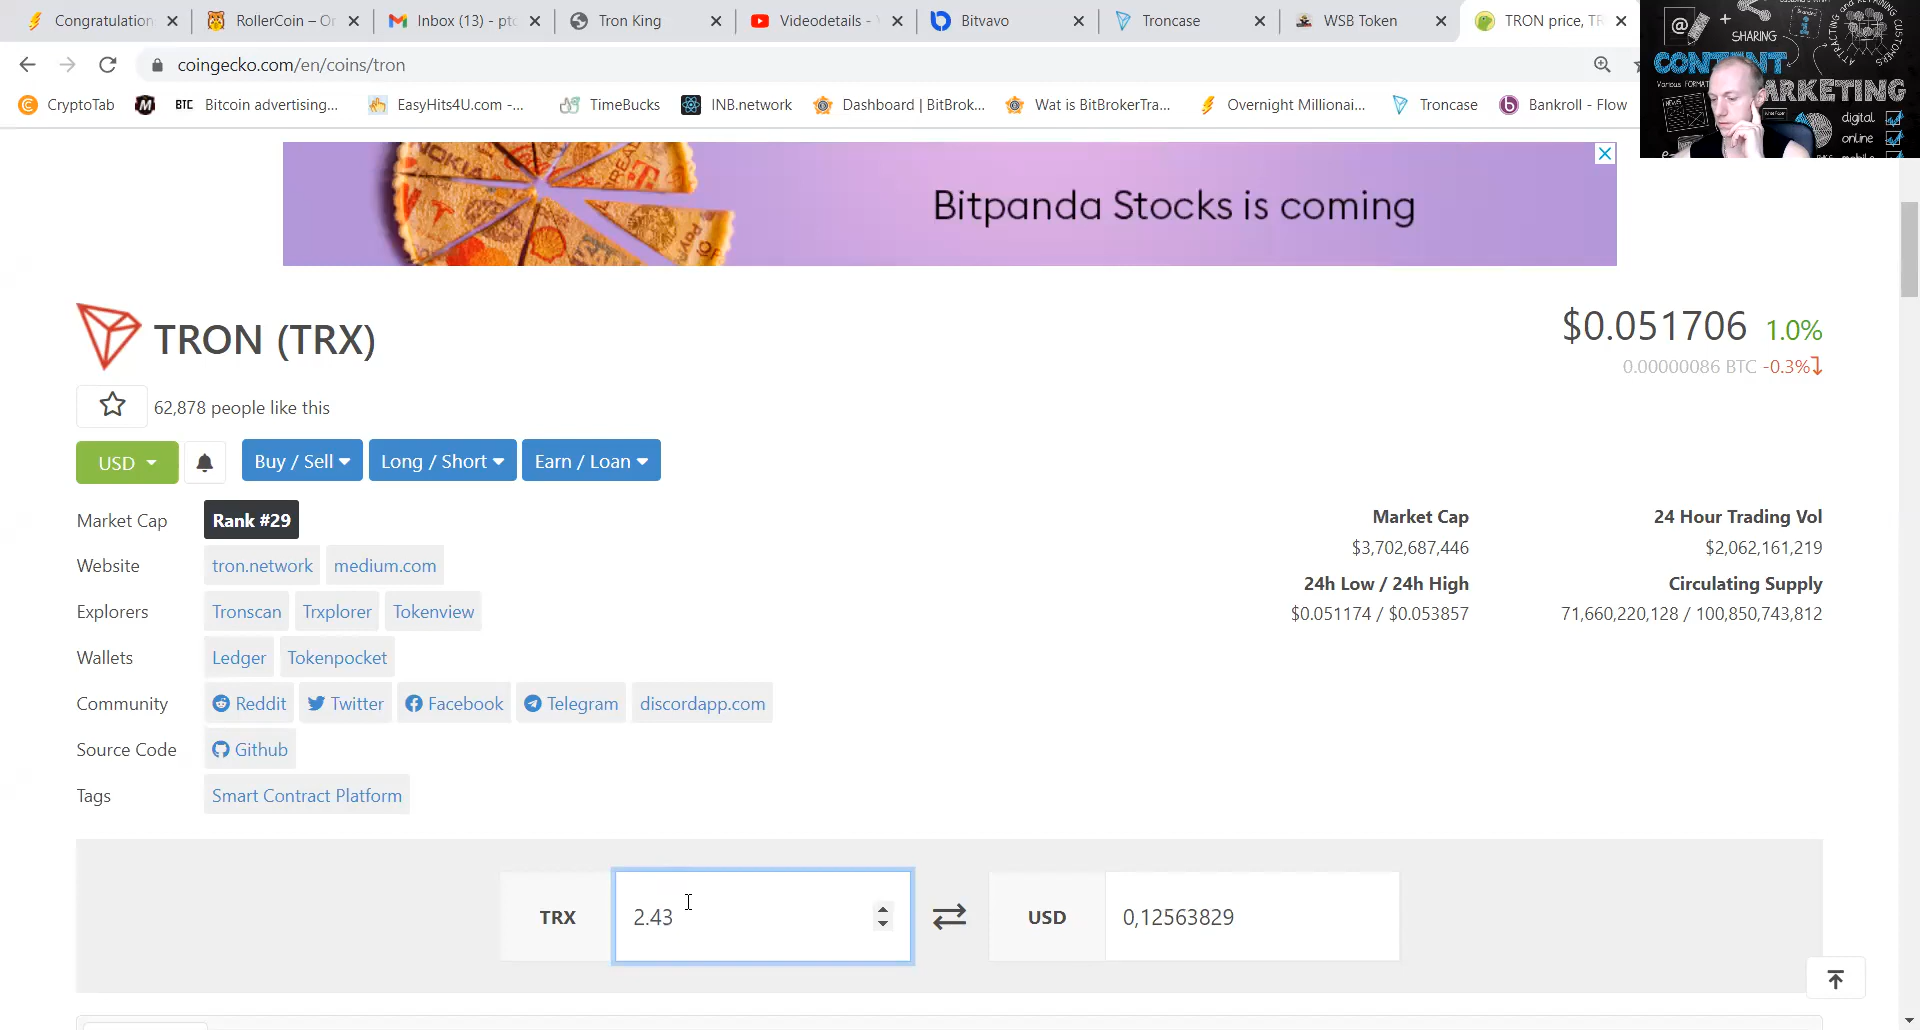 Congratulation
RollerCoin – Or
Inbox (13) - ptc
Tron King
Videodetails -
Bitvavo
Troncase
WSB Token
TRON price, TR
coingecko.com/en/coins/tron
CryptoTab
BTC Bitcoin advertising...
EasyHits4U.com -...
TimeBucks
INB.network
Dashboard | BitBrok...
Wat is BitBrokerTra...
Overnight Millionai...
Troncase
Bankroll - Flow
SHARING
CONTENT
MARKETING
VARIOUS FORMAT
NEWS
digital
online
mobile
Bitpanda Stocks is coming
TRON (TRX)
$0.051706 1.0%
0.00000086 BTC -0.3%
62,878 people like this
USD
Buy / Sell
Long / Short
Earn / Loan
Market Cap Rank #29
Website tron.network medium.com
Explorers Tronscan Trxplorer Tokenview
Wallets Ledger Tokenpocket
Community Reddit Twitter Facebook Telegram discordapp.com
Source Code Github
Tags Smart Contract Platform
Market Cap
$3,702,687,446
24h Low / 24h High
$0.051174 / $0.053857
24 Hour Trading Vol
$2,062,161,219
Circulating Supply
71,660,220,128 / 100,850,743,812
TRX 2.43 USD 0,12563829